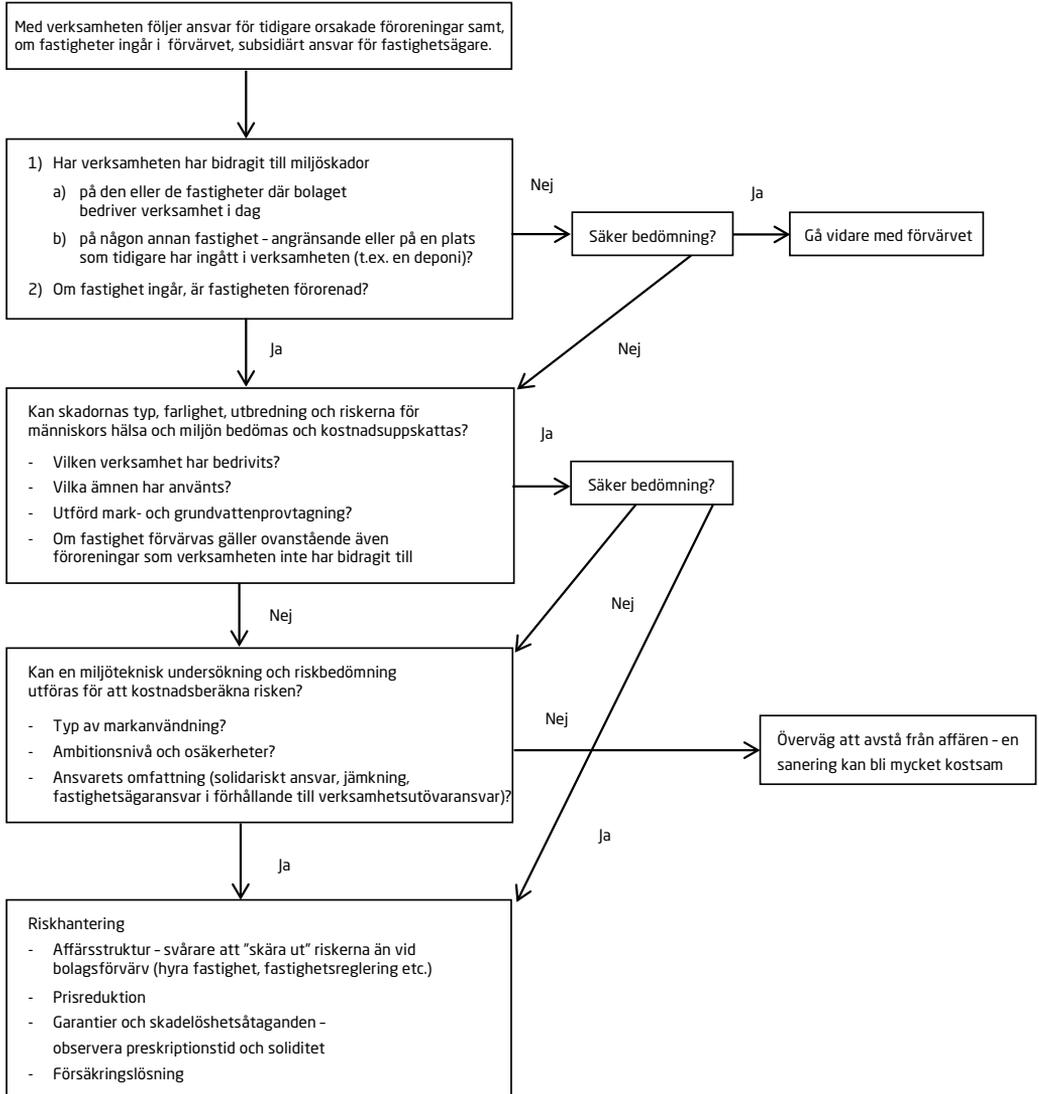 Med verksamheten följer ansvar för tidigare orsakade föroreningar samt,
om fastigheter ingår i förvärvet, subsidiärt ansvar för fastighetsägare.
1) Har verksamheten har bidragit till miljöskador
a) på den eller de fastigheter där bolaget
bedriver verksamhet i dag
b) på någon annan fastighet – angränsande eller på en plats
som tidigare har ingått i verksamheten (t.ex. en deponi)?
2) Om fastighet ingår, är fastigheten förorenad?
Nej
Säker bedömning?
Ja
Gå vidare med förvärvet
Ja
Nej
Kan skadornas typ, farlighet, utbredning och riskerna för
människors hälsa och miljön bedömas och kostnadsuppskattas?
- Vilken verksamhet har bedrivits?
- Vilka ämnen har använts?
- Utförd mark- och grundvattenprovtagning?
- Om fastighet förvärvas gäller ovanstående även
föroreningar som verksamheten inte har bidragit till
Ja
Säker bedömning?
Nej
Nej
Kan en miljöteknisk undersökning och riskbedömning
utföras för att kostnadsberäkna risken?
- Typ av markanvändning?
- Ambitionsnivå och osäkerheter?
- Ansvarets omfattning (solidariskt ansvar, jämkning,
fastighetsägaransvar i förhållande till verksamhetsutövaransvar)?
Nej
Överväg att avstå från affären – en
sanering kan bli mycket kostsam
Ja
Ja
Riskhantering
- Affärsstruktur – svårare att ”skära ut” riskerna än vid
bolagsförvärv (hyra fastighet, fastighetsreglering etc.)
- Prisreduktion
- Garantier och skadelöshetsåtaganden –
observera preskriptionstid och soliditet
- Försäkringslösning